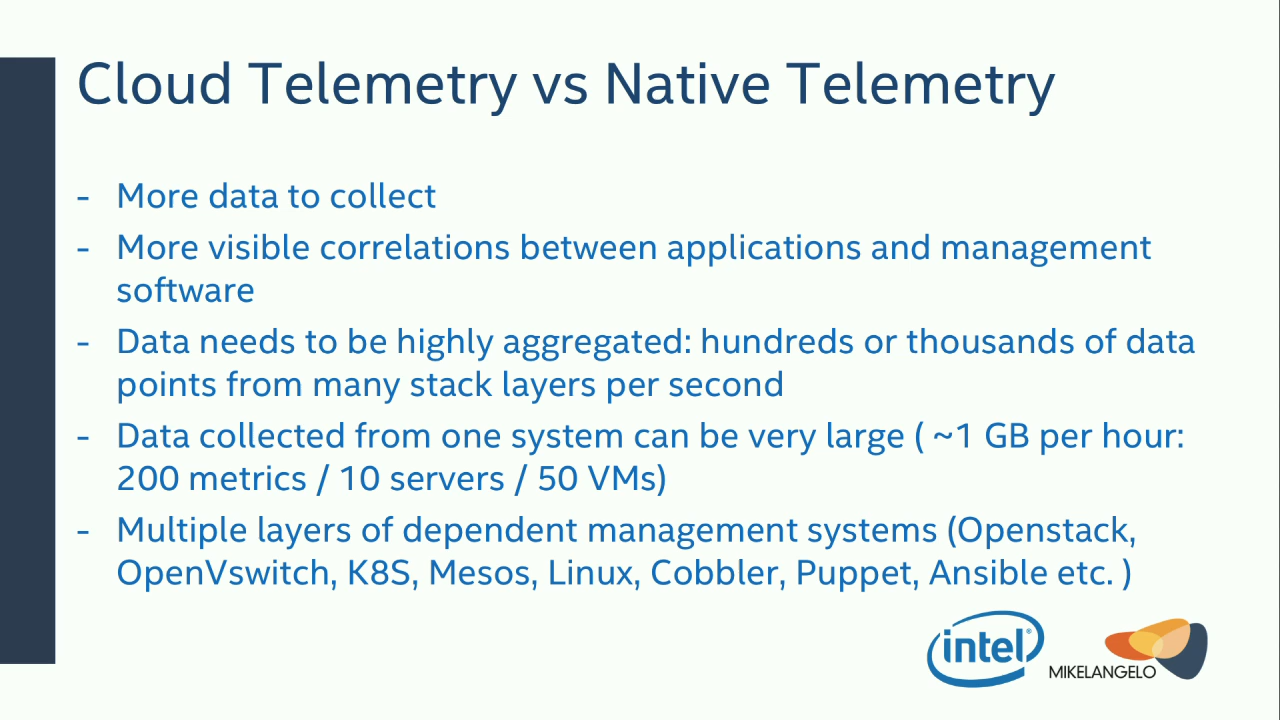 Cloud Telemetry vs Native Telemetry
- More data to collect
- More visible correlations between applications and management
software
- Data needs to be highly aggregated: hundreds or thousands of data
points from many stack layers per second
- Data collected from one system can be very large ( ~1 GB per hour:
200 metrics / 10 servers / 50 VMs)
- Multiple layers of dependent management systems (Openstack,
OpenVswitch, K8S, Mesos, Linux, Cobbler, Puppet, Ansible etc. )
intel®
MIKELANGELO